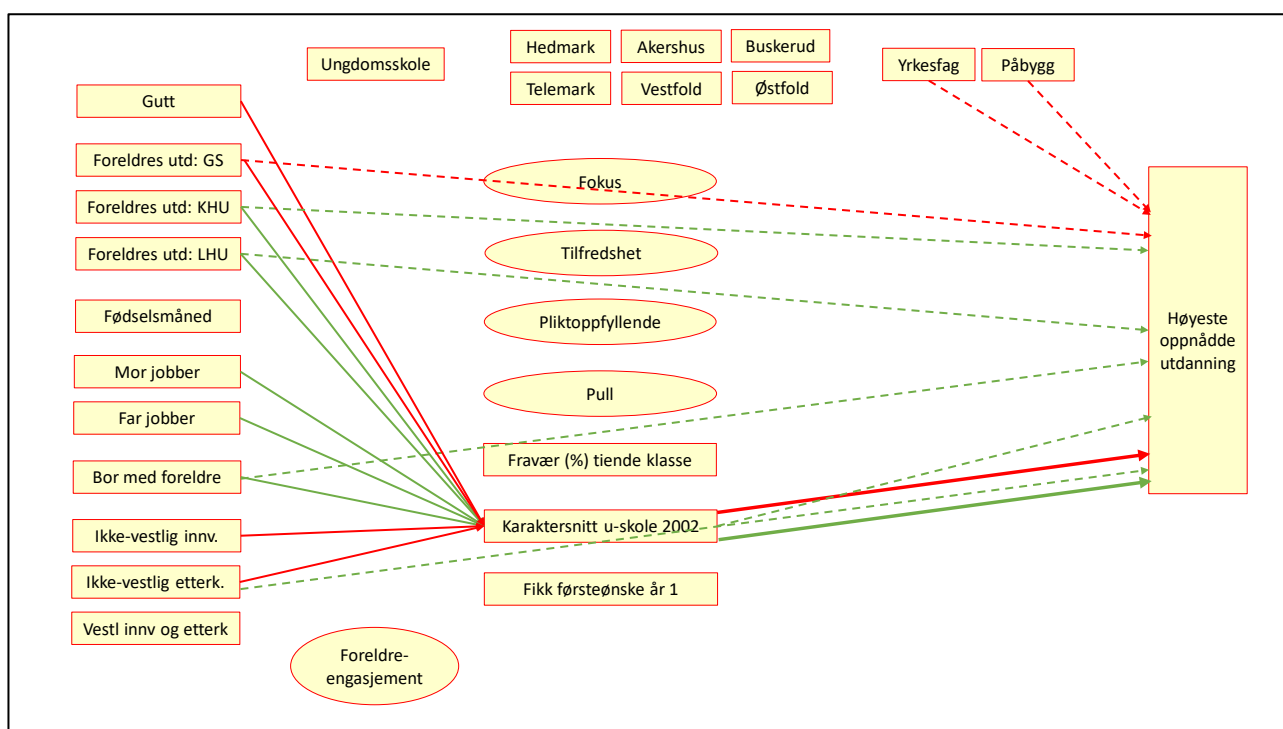 Hedmark
Akershus
Buskerud
Ungdomsskole
Yrkesfag
Påbygg
Telemark
Vestfold
Østfold
Gutt
Foreldres utd: GS
Fokus
Foreldres utd: KHU
Foreldres utd: LHU
Tilfredshet
Fødselsmåned
Pliktoppfyllende
Høyeste
oppnådde
utdanning
Mor jobber
Pull
Far jobber
Fravær (%) tiende klasse
Bor med foreldre
Karaktersnitt u-skole 2002
Ikke-vestlig innv.
Ikke-vestlig etterk.
Fikk førsteønske år 1
Vestl innv og etterk
Foreldre-
engasjement